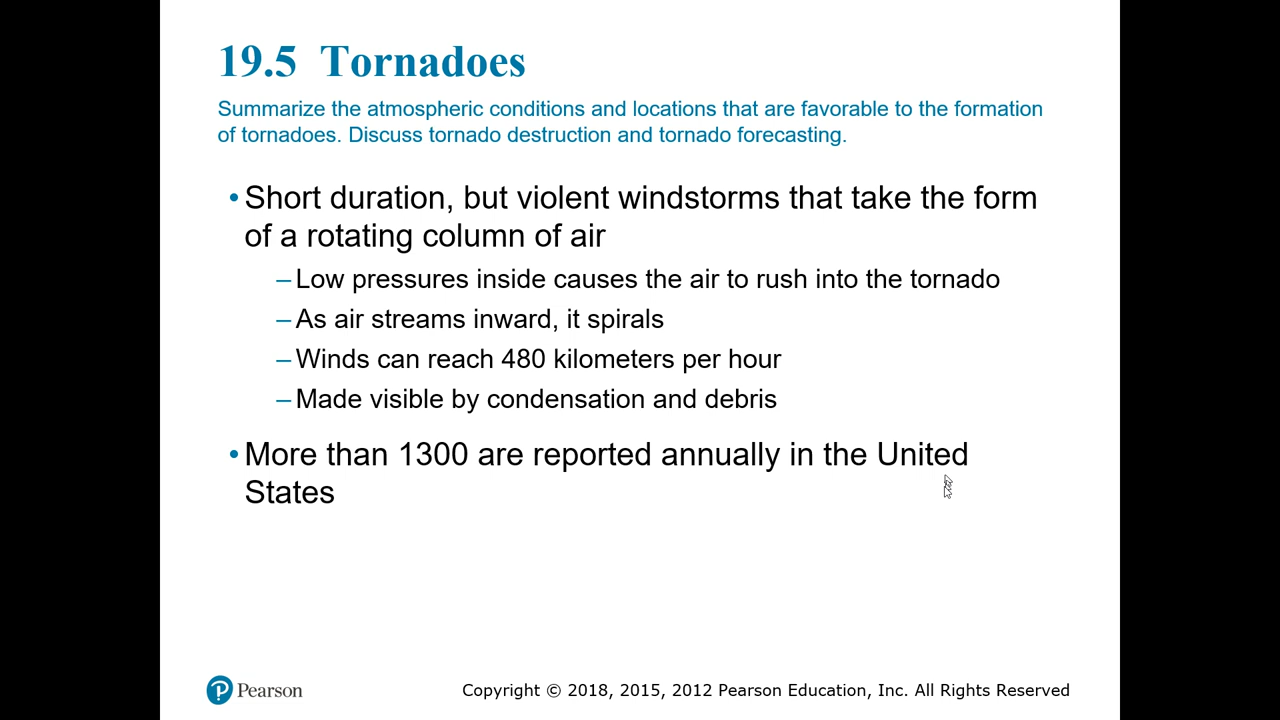 19.5 Tornadoes
Summarize the atmospheric conditions and locations that are favorable to the formation
of tornadoes. Discuss tornado destruction and tornado forecasting.
• Short duration, but violent windstorms that take the form
of a rotating column of air
– Low pressures inside causes the air to rush into the tornado
– As air streams inward, it spirals
– Winds can reach 480 kilometers per hour
– Made visible by condensation and debris
• More than 1300 are reported annually in the United
States
P Pearson
Copyright © 2018, 2015, 2012 Pearson Education, Inc. All Rights Reserved